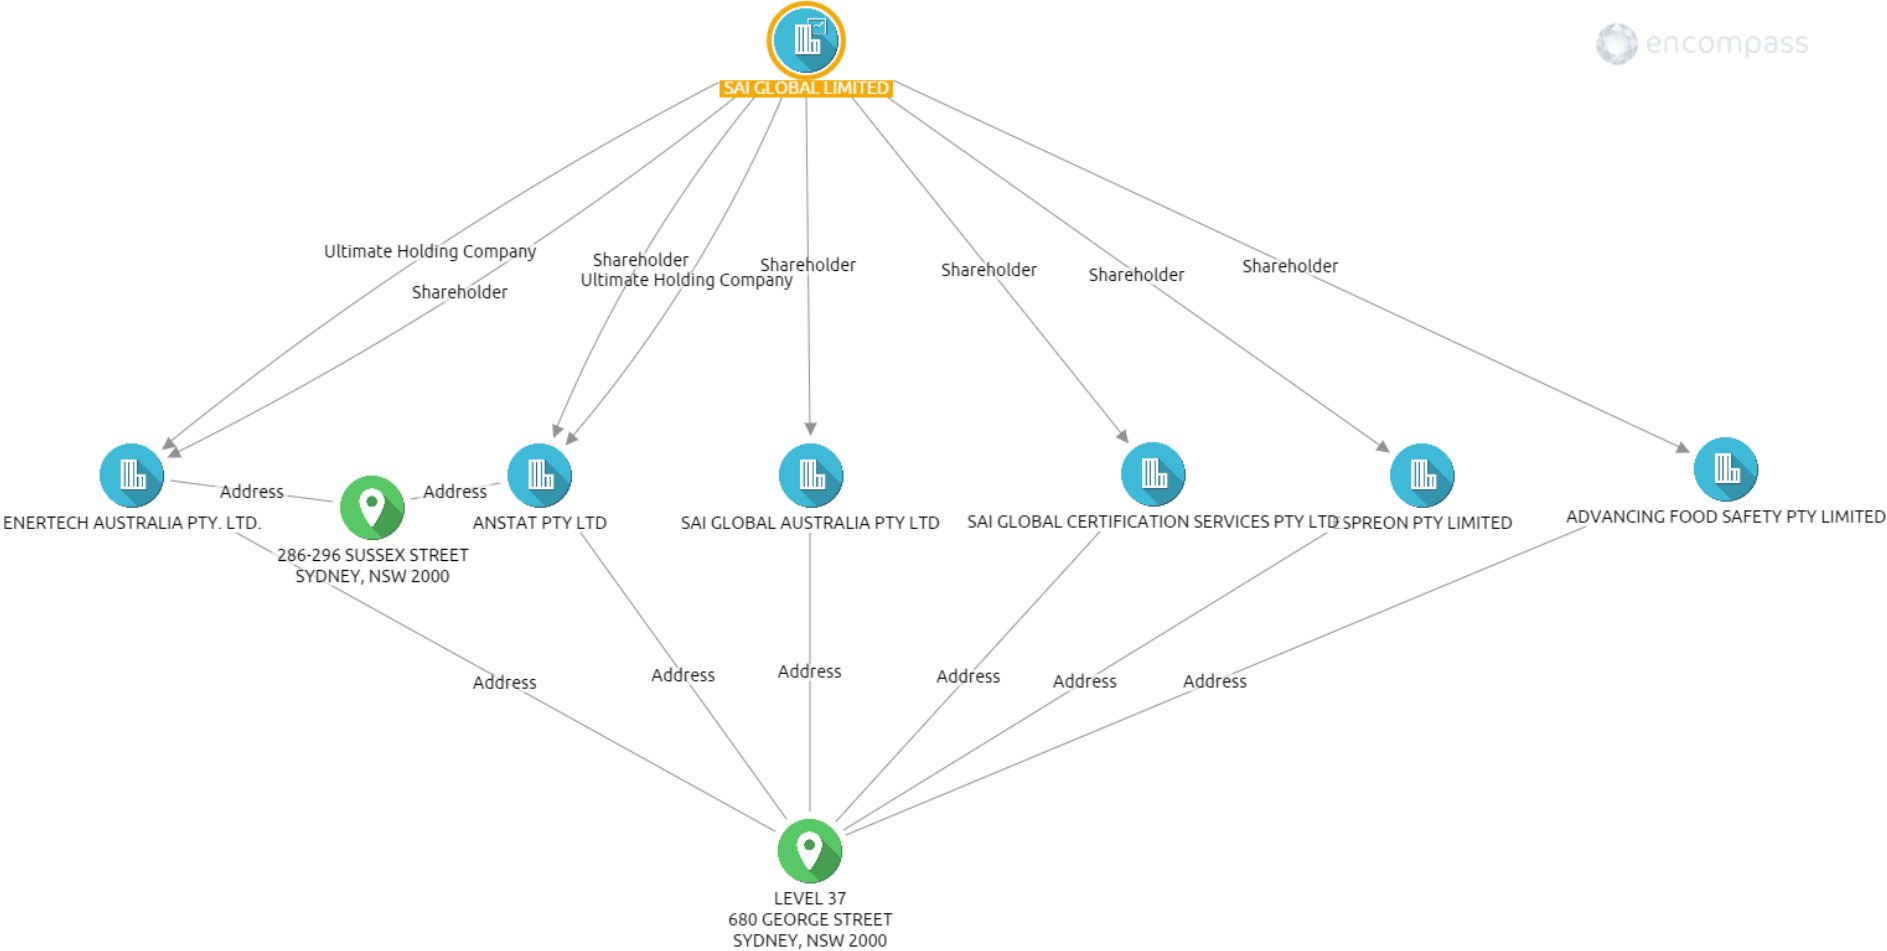 encompass
SAI GLOBAL LIMITED
Ultimate Holding Company
Shareholder
Shareholder
Ultimate Holding Company
Shareholder
Shareholder
Shareholder
Shareholder
ENERTECH AUSTRALIA PTY. LTD.
Address
286-296 SUSSEX STREET
SYDNEY, NSW 2000
Address
ANSTAT PTY LTD
SAI GLOBAL AUSTRALIA PTY LTD
SAI GLOBAL CERTIFICATION SERVICES PTY LTD
ESPREON PTY LIMITED
ADVANCING FOOD SAFETY PTY LIMITED
Address
Address
Address
Address
Address
Address
LEVEL 37
680 GEORGE STREET
SYDNEY, NSW 2000